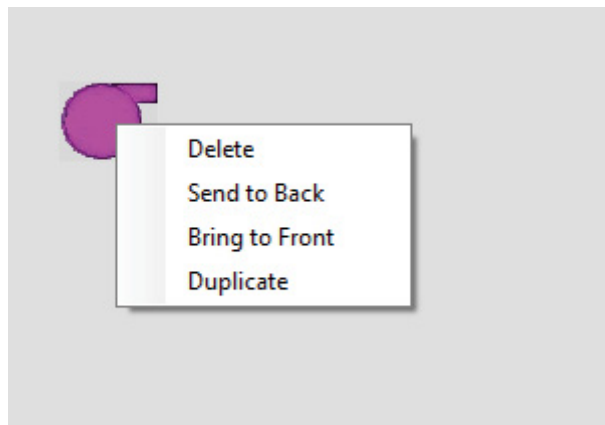 Delete
Send to Back
Bring to Front
Duplicate